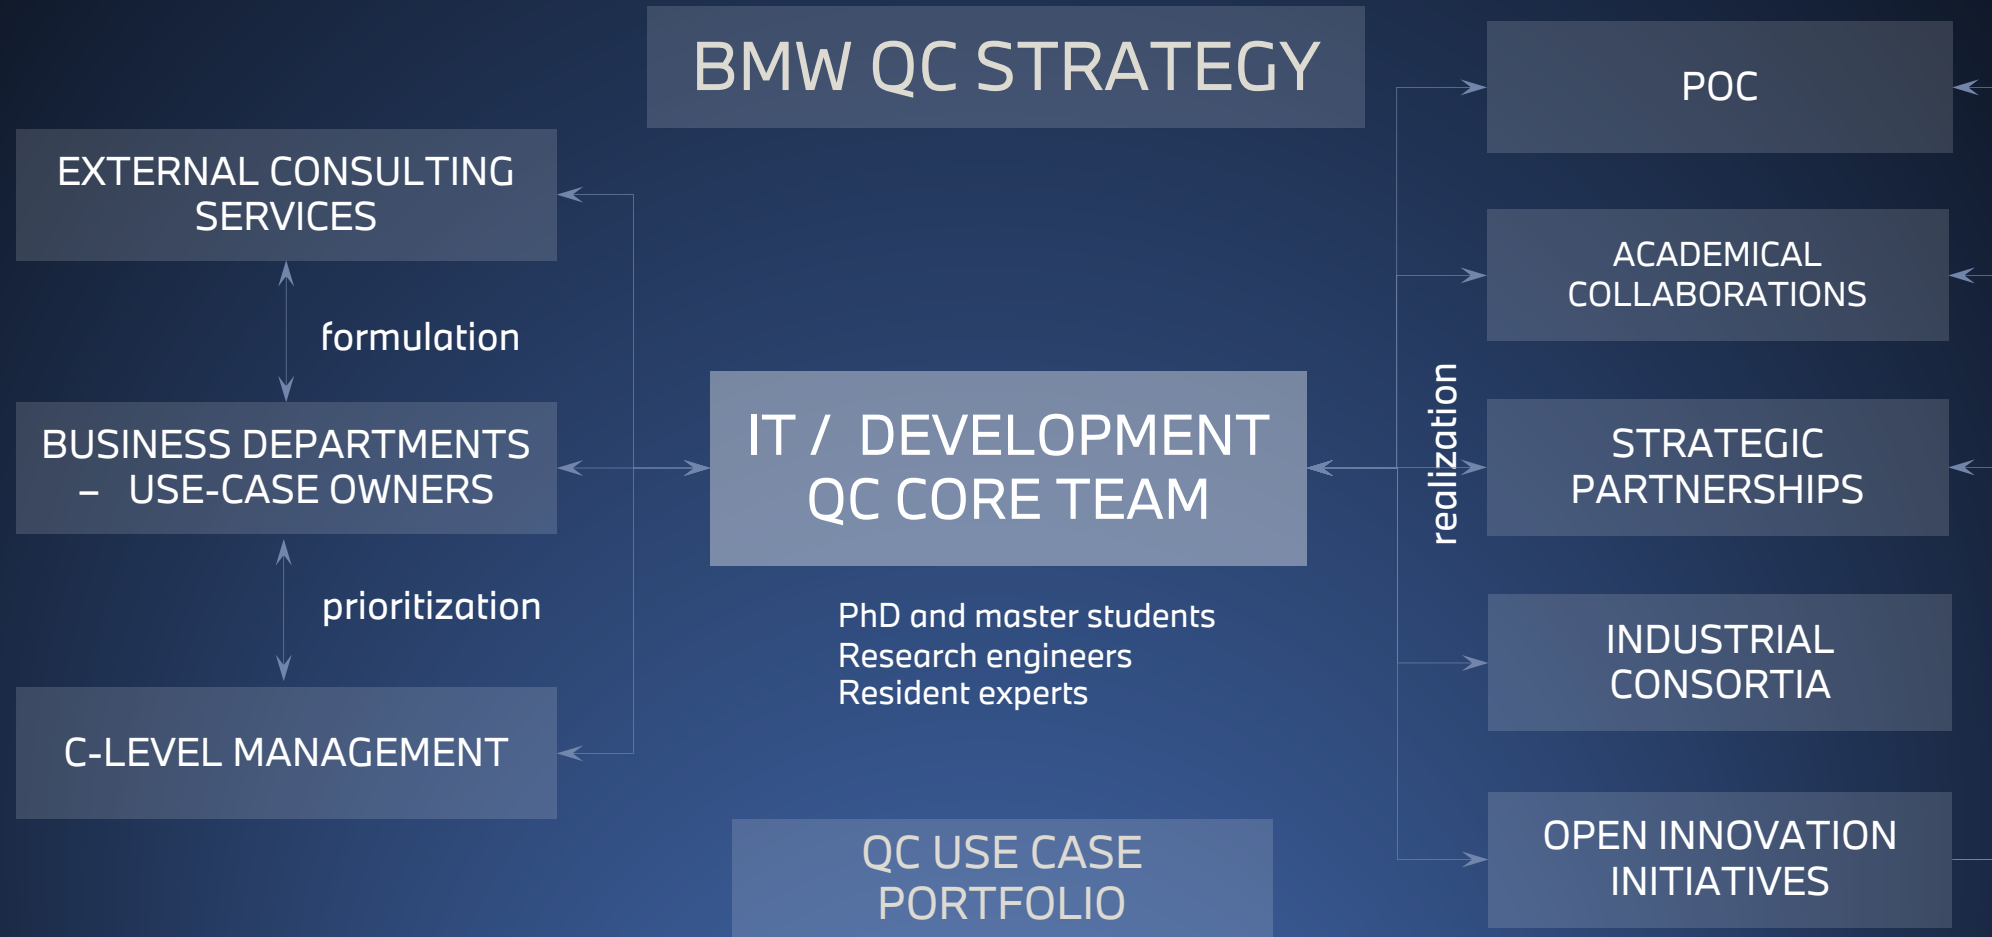 BMW QC STRATEGY
EXTERNAL CONSULTING
SERVICES
formulation
BUSINESS DEPARTMENTS
– USE-CASE OWNERS
prioritization
C-LEVEL MANAGEMENT
IT / DEVELOPMENT
QC CORE TEAM
PhD and master students
Research engineers
Resident experts
QC USE CASE
PORTFOLIO
realization
POC
ACADEMICAL
COLLABORATIONS
STRATEGIC
PARTNERSHIPS
INDUSTRIAL
CONSORTIA
OPEN INNOVATION
INITIATIVES